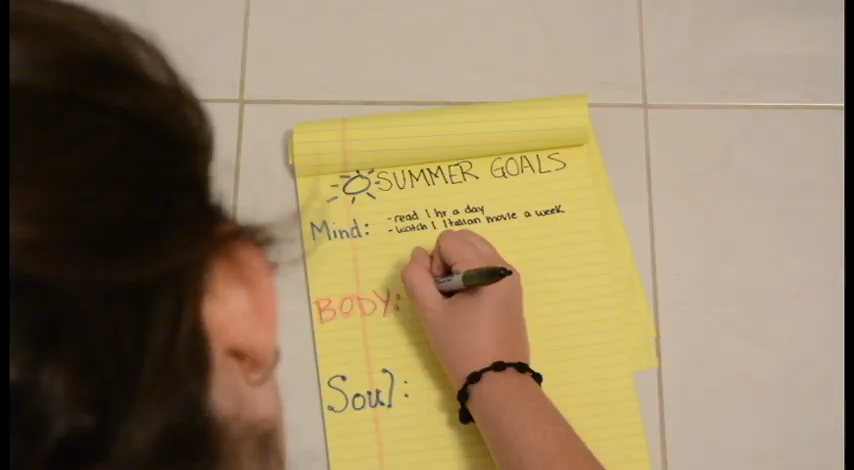 SUMMER GOALS
Mind: - read 1 hr a day
- watch 1 Italian movie a week
BODY:
Soul: